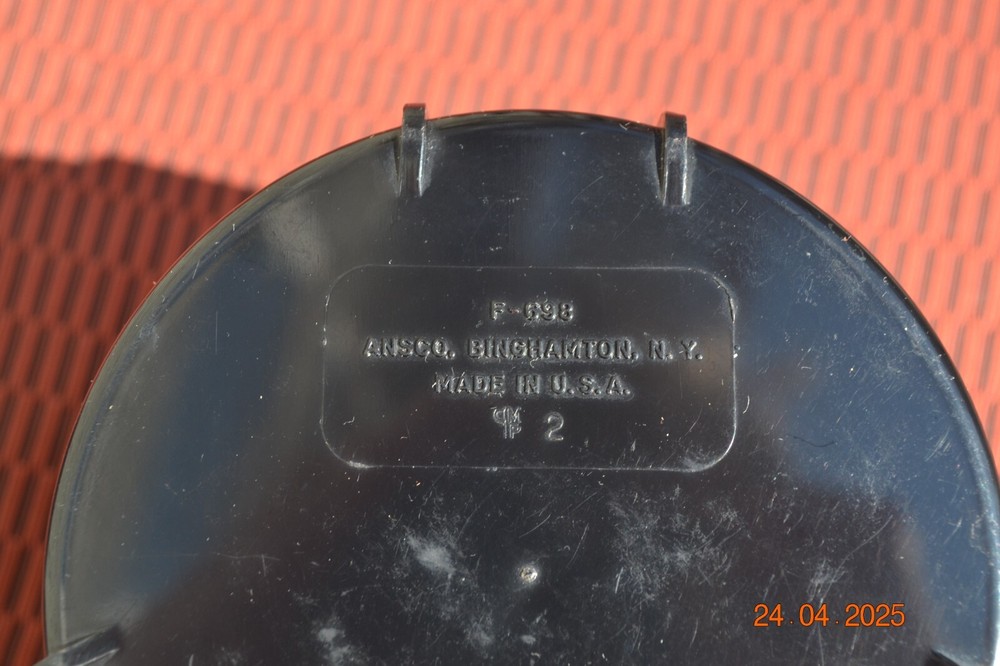 F-698
ANSCO, BINGHAMTON, N.Y.
MADE IN U.S.A.
2
24.04.2025